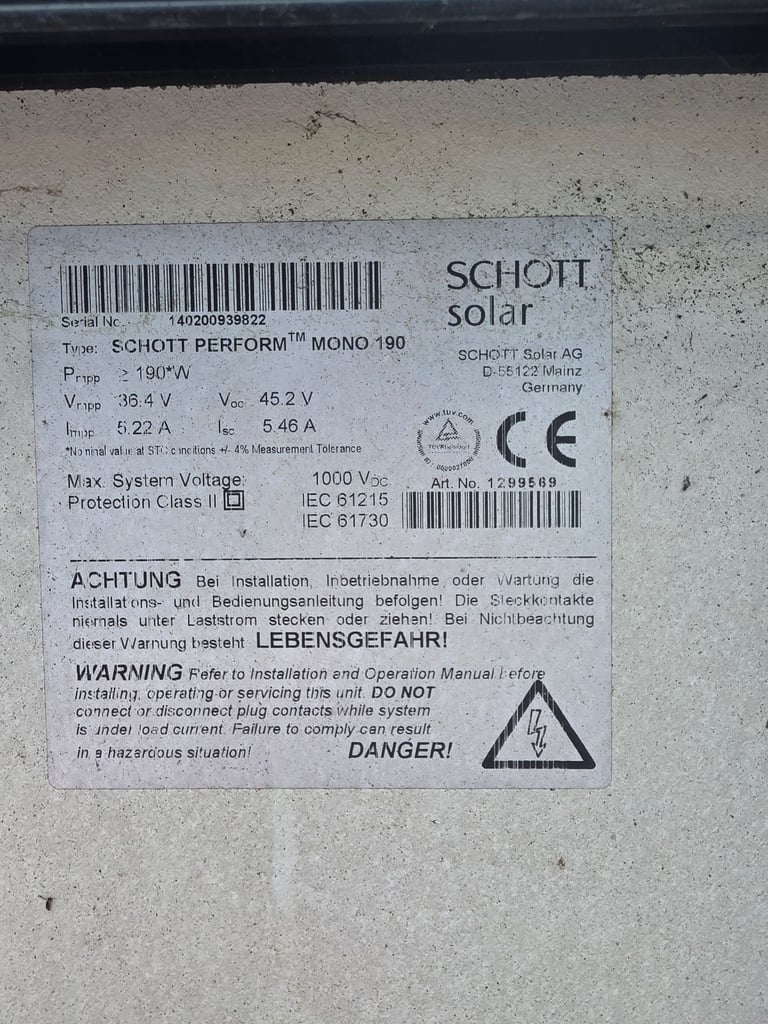 SCHOTT
solar
Serial No. 140200939822
Type: SCHOTT PERFORM™ MONO 190
SCHOTT Solar AG
D-55122 Mainz
Germany
Pmpp ≥ 190*W
Vmpp 36.4 V Voc 45.2 V
Impp 5.22 A Isc 5.46 A
*Nominal value at STC conditions +/- 4% Measurement Tolerance
www.tuv.com
CE
Max. System Voltage: 1000 VDC
Art. No. 1299569
Protection Class II IEC 61215
IEC 61730
ACHTUNG Bei Installation, Inbetriebnahme oder Wartung die
Installations- und Bedienungsanleitung befolgen! Die Steckkontakte
niemals unter Laststrom stecken oder ziehen! Bei Nichtbeachtung
dieser Warnung besteht LEBENSGEFAHR!
WARNING Refer to Installation and Operation Manual before
installing, operating or servicing this unit. DO NOT
connect or disconnect plug contacts while system
is under load current. Failure to comply can result
in a hazardous situation! DANGER!